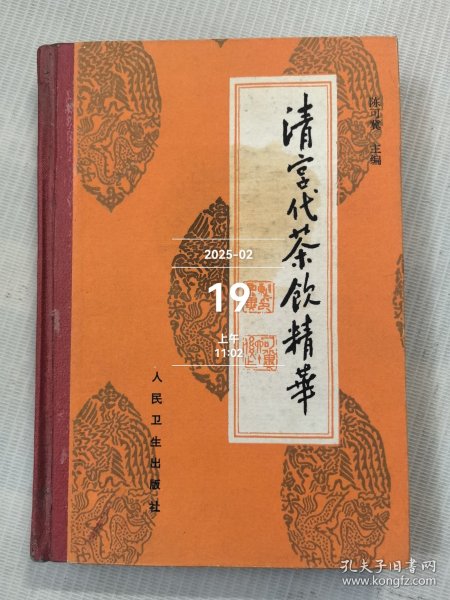 清宫代茶饮精华
陈可冀 主编
人民卫生出版社
2025-02
19
上午
11:02
孔夫子旧书网
www.kongfz.com